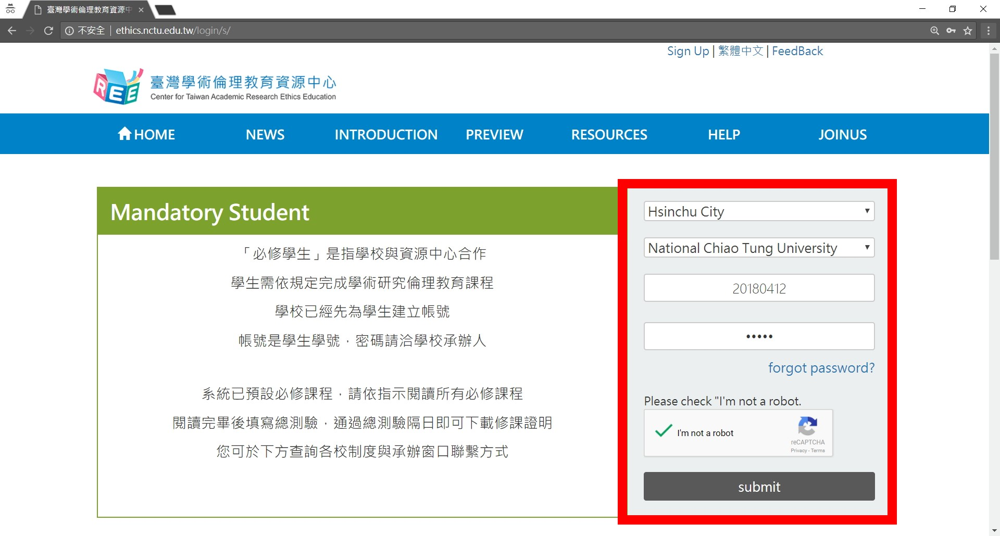 臺灣學術倫理教育資源中
不安全 | ethics.nctu.edu.tw/login/s/
Sign Up | 繁體中文 | FeedBack
REE
臺灣學術倫理教育資源中心
Center for Taiwan Academic Research Ethics Education
HOME NEWS INTRODUCTION PREVIEW RESOURCES HELP JOINUS
Mandatory Student
「必修學生」是指學校與資源中心合作
學生需依規定完成學術研究倫理教育課程
學校已經先為學生建立帳號
帳號是學生學號，密碼請洽學校承辦人
系統已預設必修課程，請依指示閱讀所有必修課程
閱讀完畢後填寫總測驗，通過總測驗隔日即可下載修課證明
您可於下方查詢各校制度與承辦窗口聯繫方式
Hsinchu City
National Chiao Tung University
20180412
•••••
forgot password?
Please check "I'm not a robot.
I'm not a robot
reCAPTCHA
Privacy - Terms
submit